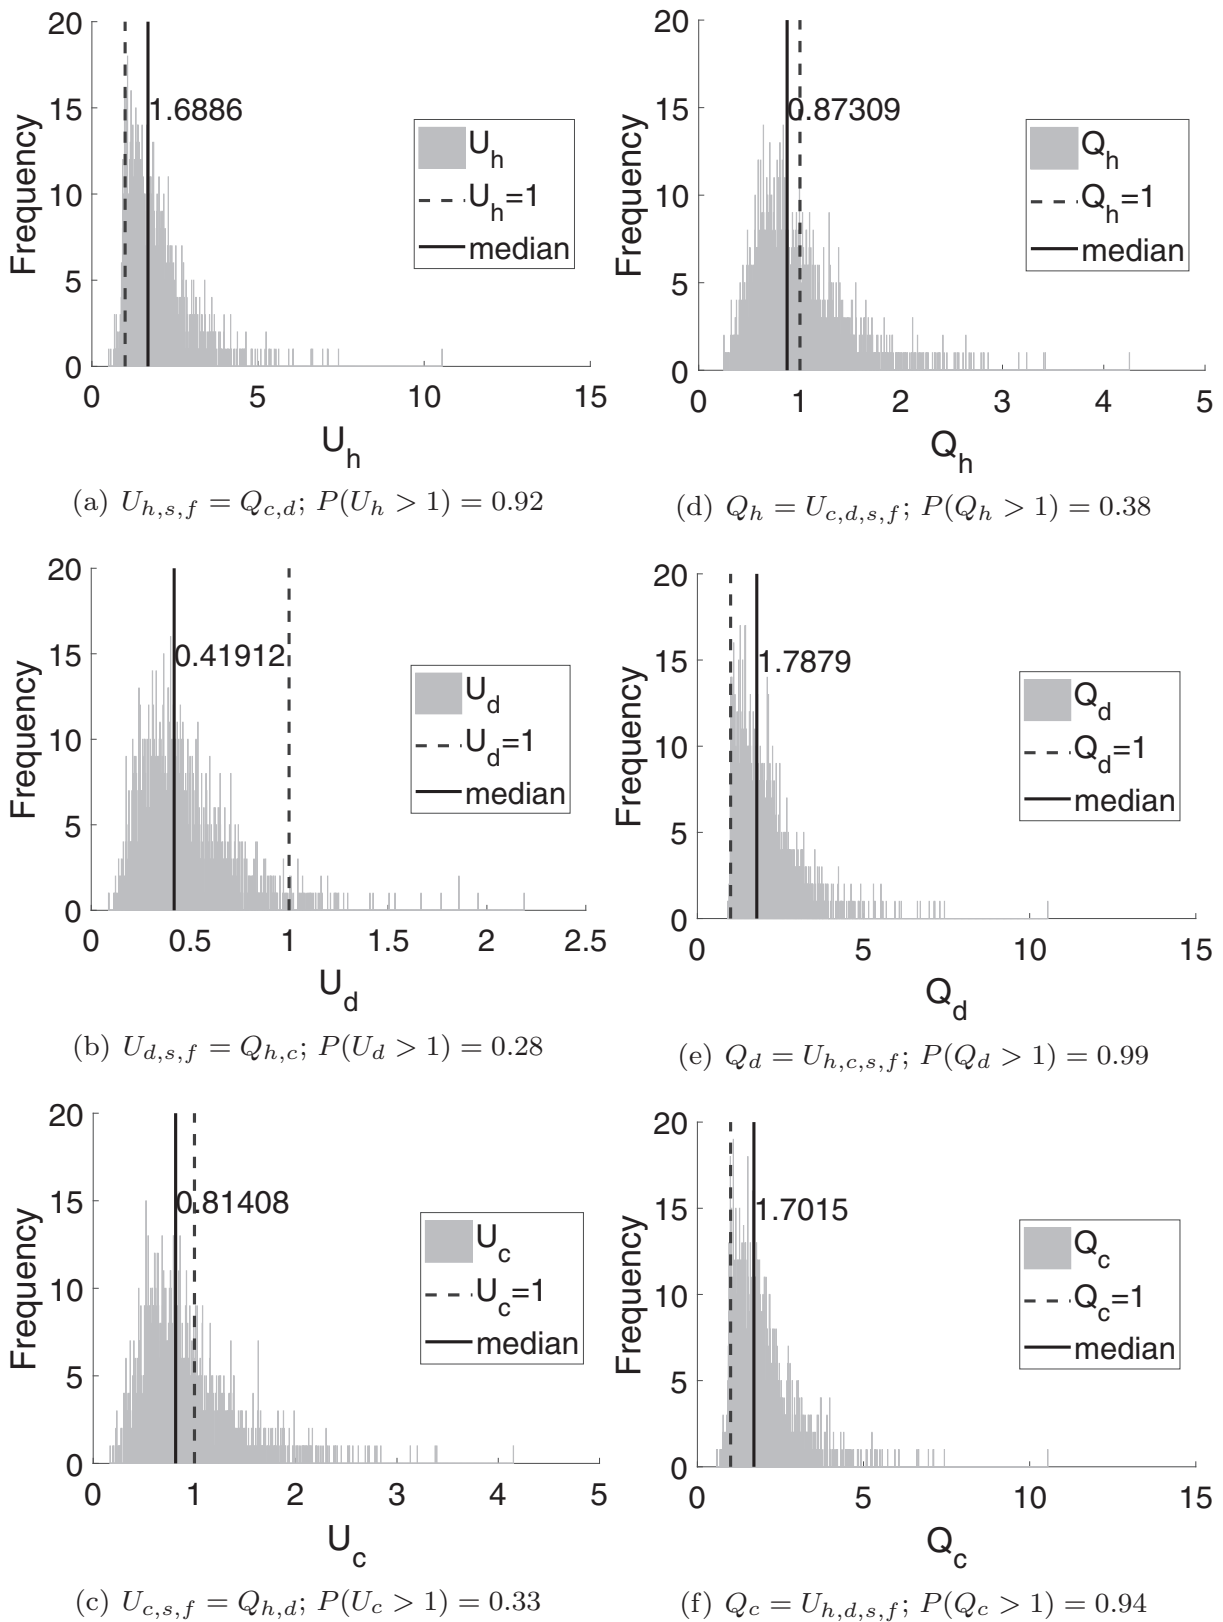 20
15
10
5
0
Frequency
1.6886
U_h
U_h=1
median
0 5 10 15
U_h
(a) U_{h,s,f} = Q_{c,d}; P(U_h > 1) = 0.92
20
15
10
5
0
Frequency
0.87309
Q_h
Q_h=1
median
0 1 2 3 4 5
Q_h
(d) Q_h = U_{c,d,s,f}; P(Q_h > 1) = 0.38
20
15
10
5
0
Frequency
0.41912
U_d
U_d=1
median
0 0.5 1 1.5 2 2.5
U_d
(b) U_{d,s,f} = Q_{h,c}; P(U_d > 1) = 0.28
20
15
10
5
0
Frequency
1.7879
Q_d
Q_d=1
median
0 5 10 15
Q_d
(e) Q_d = U_{h,c,s,f}; P(Q_d > 1) = 0.99
20
15
10
5
0
Frequency
0.81408
U_c
U_c=1
median
0 1 2 3 4 5
U_c
(c) U_{c,s,f} = Q_{h,d}; P(U_c > 1) = 0.33
20
15
10
5
0
Frequency
1.7015
Q_c
Q_c=1
median
0 5 10 15
Q_c
(f) Q_c = U_{h,d,s,f}; P(Q_c > 1) = 0.94